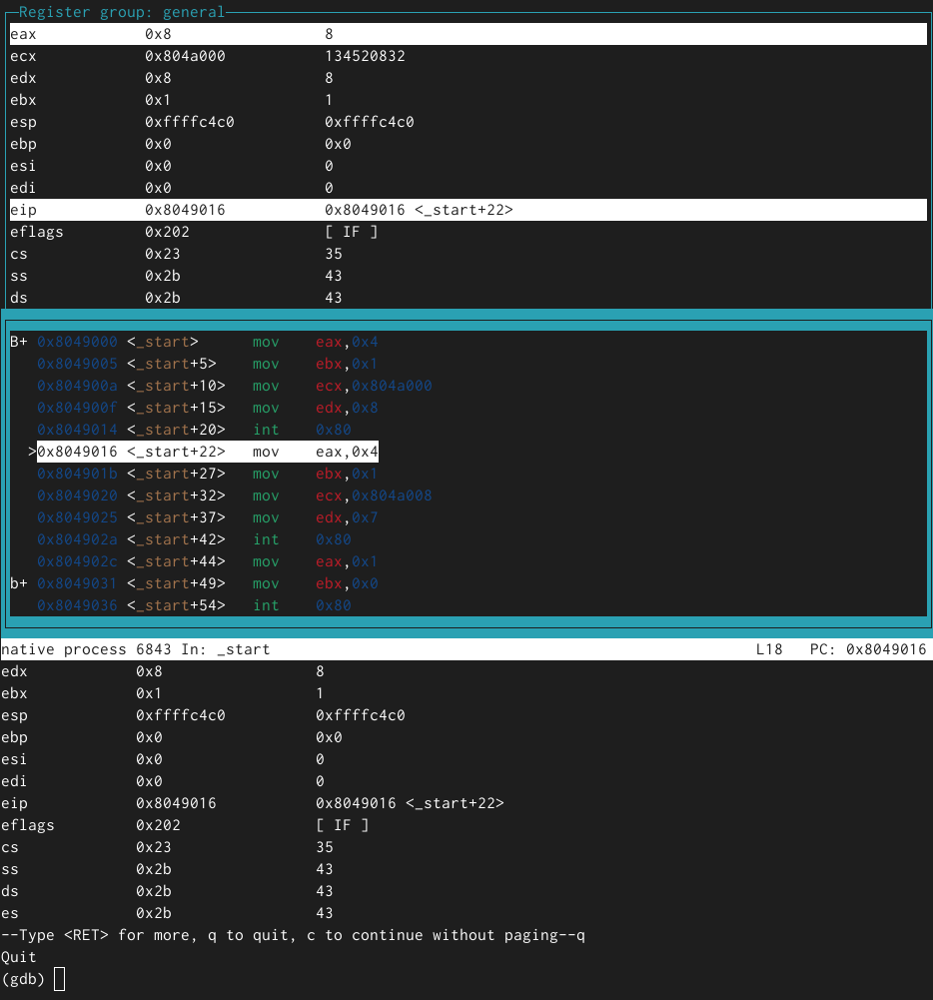 Register group: general
eax 0x8 8
ecx 0x804a000 134520832
edx 0x8 8
ebx 0x1 1
esp 0xffffc4c0 0xffffc4c0
ebp 0x0 0x0
esi 0x0 0
edi 0x0 0
eip 0x8049016 0x8049016 <_start+22>
eflags 0x202 [ IF ]
cs 0x23 35
ss 0x2b 43
ds 0x2b 43
B+ 0x8049000 <_start> mov eax,0x4
0x8049005 <_start+5> mov ebx,0x1
0x804900a <_start+10> mov ecx,0x804a000
0x804900f <_start+15> mov edx,0x8
0x8049014 <_start+20> int 0x80
>0x8049016 <_start+22> mov eax,0x4
0x804901b <_start+27> mov ebx,0x1
0x8049020 <_start+32> mov ecx,0x804a008
0x8049025 <_start+37> mov edx,0x7
0x804902a <_start+42> int 0x80
0x804902c <_start+44> mov eax,0x1
b+ 0x8049031 <_start+49> mov ebx,0x0
0x8049036 <_start+54> int 0x80
native process 6843 In: _start L18 PC: 0x8049016
edx 0x8 8
ebx 0x1 1
esp 0xffffc4c0 0xffffc4c0
ebp 0x0 0x0
esi 0x0 0
edi 0x0 0
eip 0x8049016 0x8049016 <_start+22>
eflags 0x202 [ IF ]
cs 0x23 35
ss 0x2b 43
ds 0x2b 43
es 0x2b 43
--Type <RET> for more, q to quit, c to continue without paging--q
Quit
(gdb)